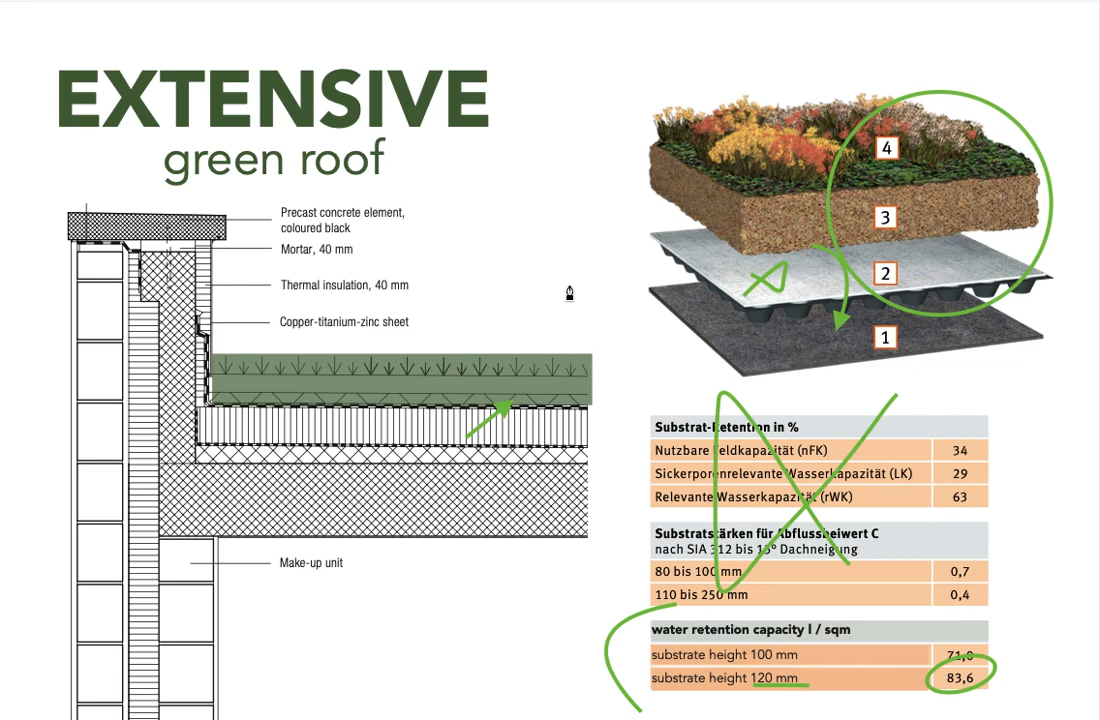 EXTENSIVE
green roof
Precast concrete element,
coloured black
Mortar, 40 mm
Thermal insulation, 40 mm
Copper-titanium-zinc sheet
Make-up unit
4
3
2
1
Substrat-Retention in %
Nutzbare Feldkapazität (nFK) 34
Sickerporenrelevante Wasserkapazität (LK) 29
Relevante Wasserkapazität (rWK) 63
Substratstärken für Abflussbeiwert C
nach SIA 312 bis 15° Dachneigung
80 bis 100 mm 0,7
110 bis 250 mm 0,4
water retention capacity l / sqm
substrate height 100 mm 71,0
substrate height 120 mm 83,6